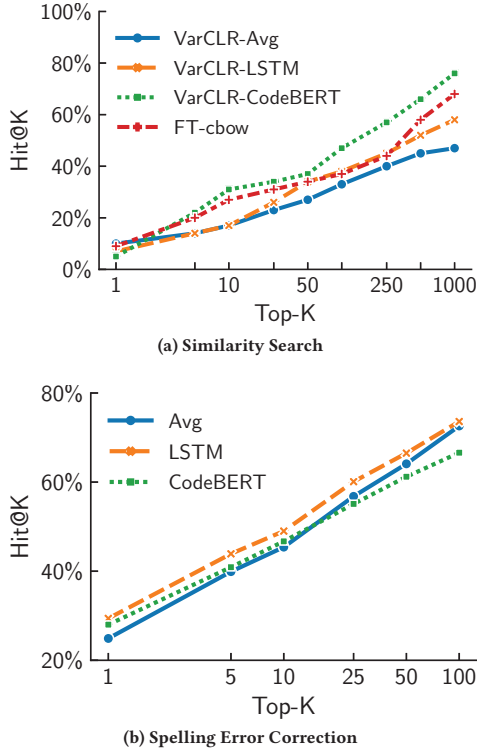 100%
80%
60%
40%
20%
0%
Hit@K
VarCLR-Avg
VarCLR-LSTM
VarCLR-CodeBERT
FT-cbow
1 10 50 250 1000
Top-K
(a) Similarity Search
80%
60%
40%
20%
Hit@K
Avg
LSTM
CodeBERT
1 5 10 25 50 100
Top-K
(b) Spelling Error Correction